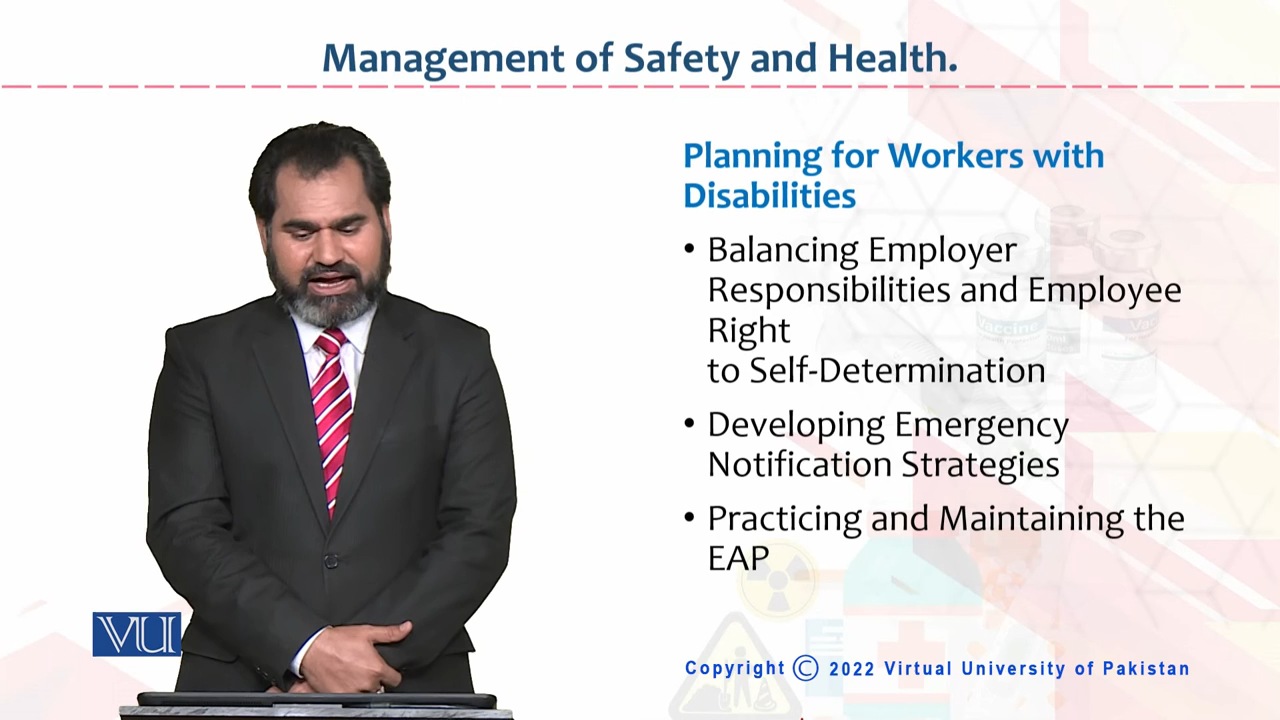 Management of Safety and Health.
Planning for Workers with
Disabilities
• Balancing Employer
Responsibilities and Employee
Right
to Self-Determination
• Developing Emergency
Notification Strategies
• Practicing and Maintaining the
EAP
Vaccine
VU
Copyright © 2022 Virtual University of Pakistan